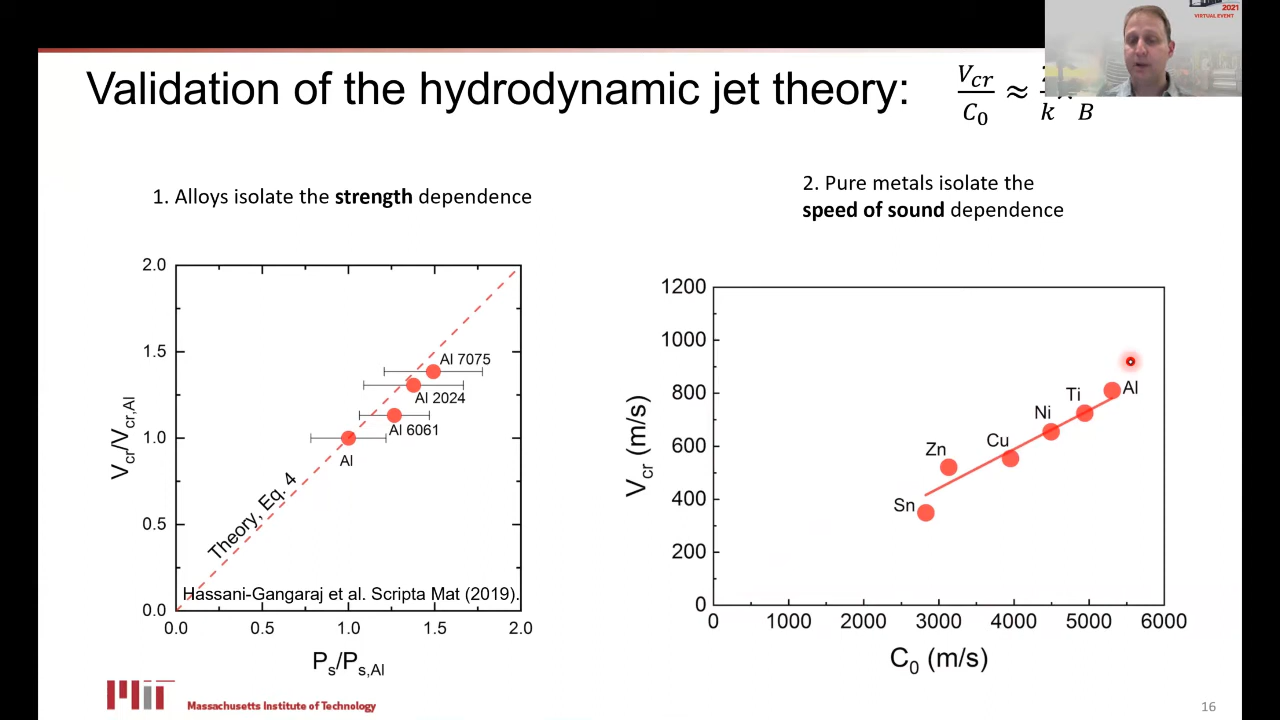 2021
VIRTUAL EVENT
Validation of the hydrodynamic jet theory:
V_cr/C_0 ≈
k
B
1. Alloys isolate the strength dependence
2. Pure metals isolate the
speed of sound dependence
2.0
1.5
1.0
0.5
0.0
V_cr/V_cr,Al
Al 7075
Al 2024
Al 6061
Al
Theory, Eq. 4
Hassani-Gangaraj et al. Scripta Mat (2019).
0.0 0.5 1.0 1.5 2.0
P_s/P_s,Al
1200
1000
800
600
400
200
0
V_cr (m/s)
Al
Ti
Ni
Cu
Zn
Sn
0 1000 2000 3000 4000 5000 6000
C_0 (m/s)
MIT
Massachusetts Institute of Technology
16